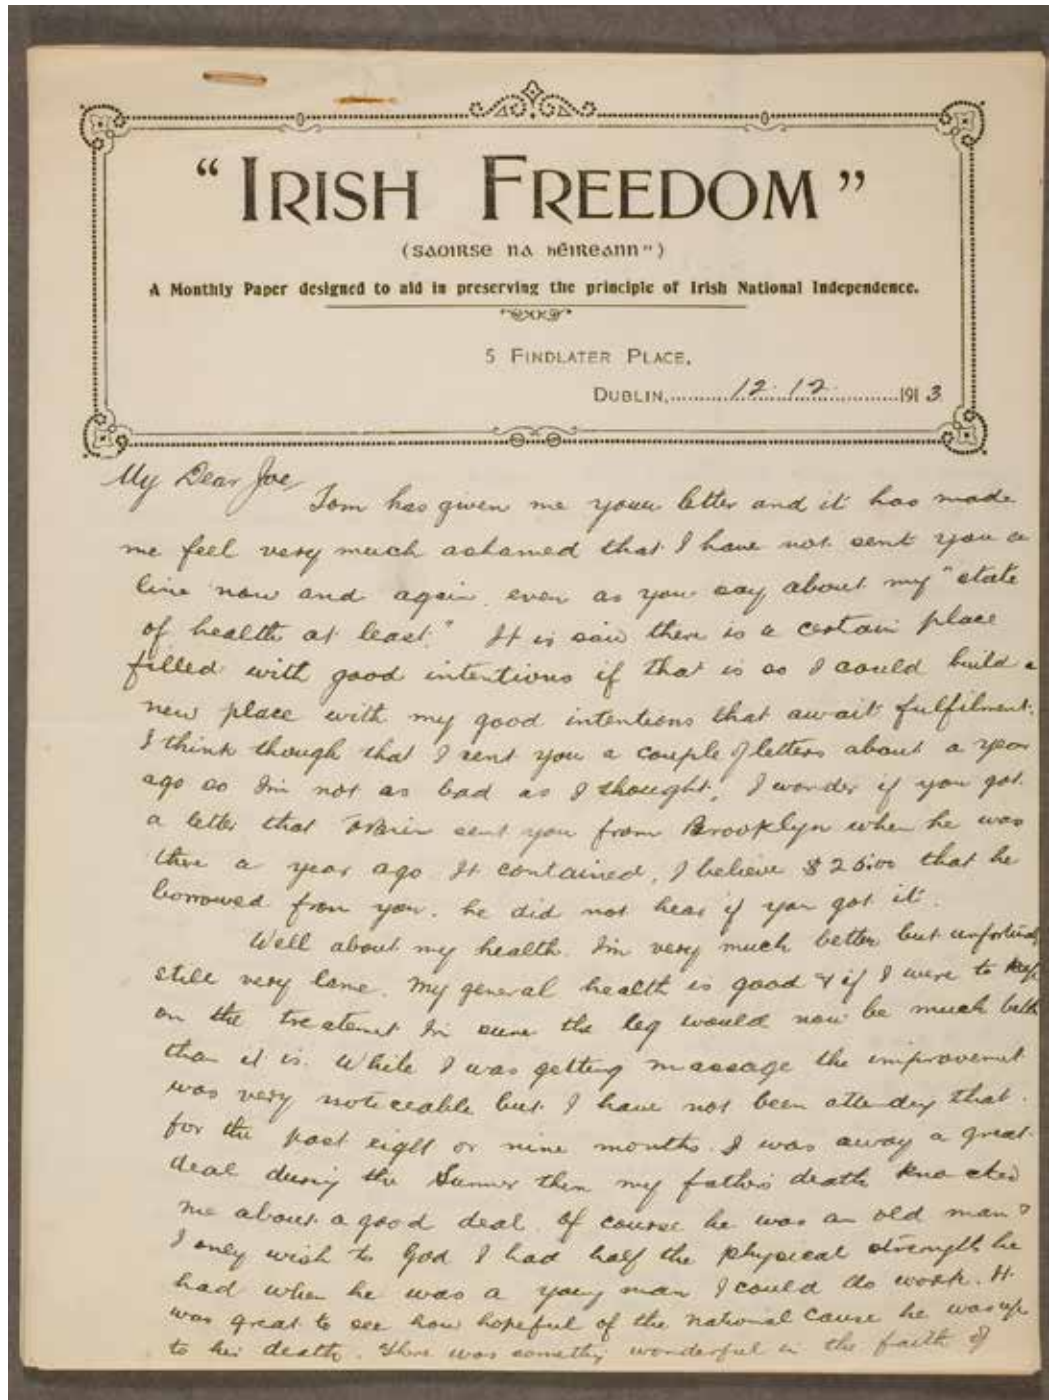 “IRISH FREEDOM”
(SAOIRSE NA hÉIREANN”)
A Monthly Paper designed to aid in preserving the principle of Irish National Independence.
5 FINDLATER PLACE,
DUBLIN, 12.12 1913
My Dear Joe,
Tom has given me your letter and it has made
me feel very much ashamed that I have not sent you a
line now and again, even as you say about my "state
of health at least." It is said there is a certain place
filled with good intentions if that is so I could build a
new place with my good intentions that await fulfilment.
I think though that I sent you a couple of letters about a year
ago so I'm not as bad as I thought! I wonder if you got
a letter that sent you from Brooklyn when he was
there a year ago. It contained, I believe $25.00 that he
borrowed from you. he did not hear if you got it.
Well about my health. I'm very much better but
still very lame. My general health is good & if I were to keep
on the treatment I'm sure the leg would now be much
than it is. While I was getting massage the improvement
was very noticeable but I have not been attending that
for the past eight or nine months. I was away a great
deal during the Summer then my father's death knocked
me about a good deal. Of course he was an old man &
I only wish to God I had half the physical strength he
had when he was a young man I could do work. It
was great to see how hopeful of the national cause he was up
to his death. There was something wonderful in the faith of